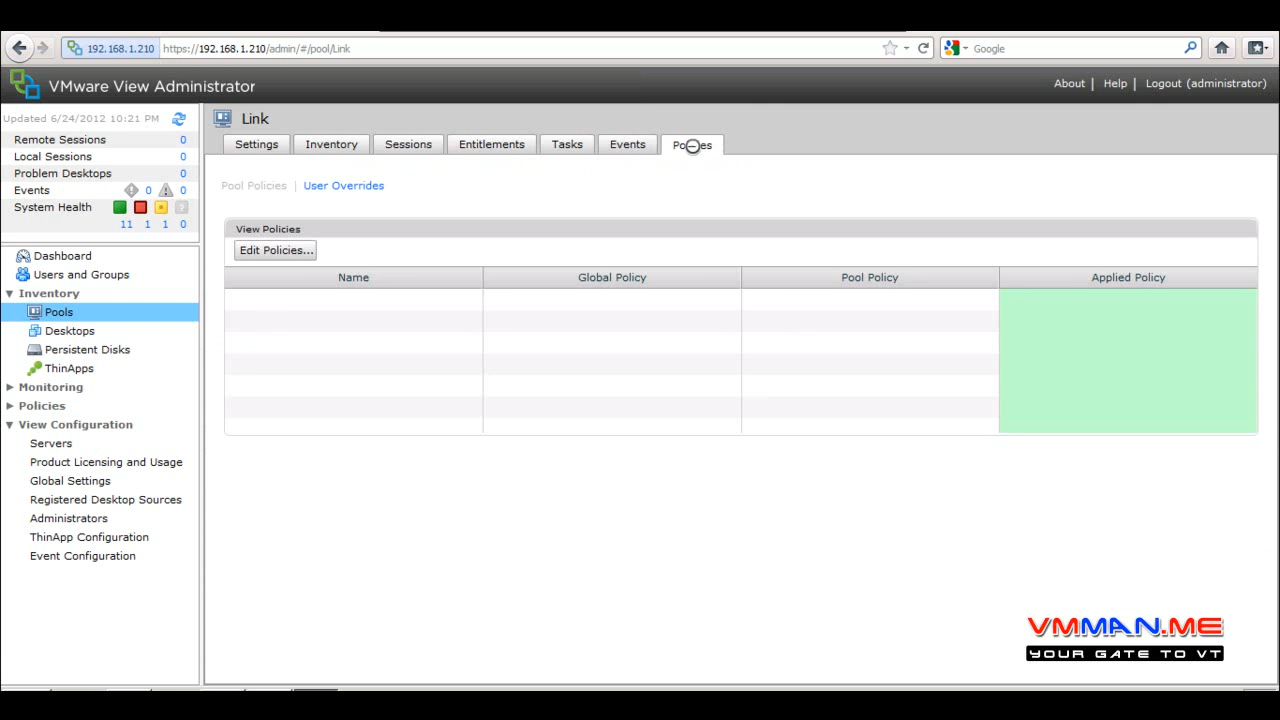 192.168.1.210 https://192.168.1.210/admin/#/pool/Link Google
VMware View Administrator About | Help | Logout (administrator)
Updated 6/24/2012 10:21 PM
Remote Sessions 0
Local Sessions 0
Problem Desktops 0
Events 0 0
System Health
11 1 1 0
Dashboard
Users and Groups
Inventory
Pools
Desktops
Persistent Disks
ThinApps
Monitoring
Policies
View Configuration
Servers
Product Licensing and Usage
Global Settings
Registered Desktop Sources
Administrators
ThinApp Configuration
Event Configuration
Link
Settings Inventory Sessions Entitlements Tasks Events Policies
Pool Policies | User Overrides
View Policies
Edit Policies...
Name Global Policy Pool Policy Applied Policy
VMMAN.ME
YOUR GATE TO VT